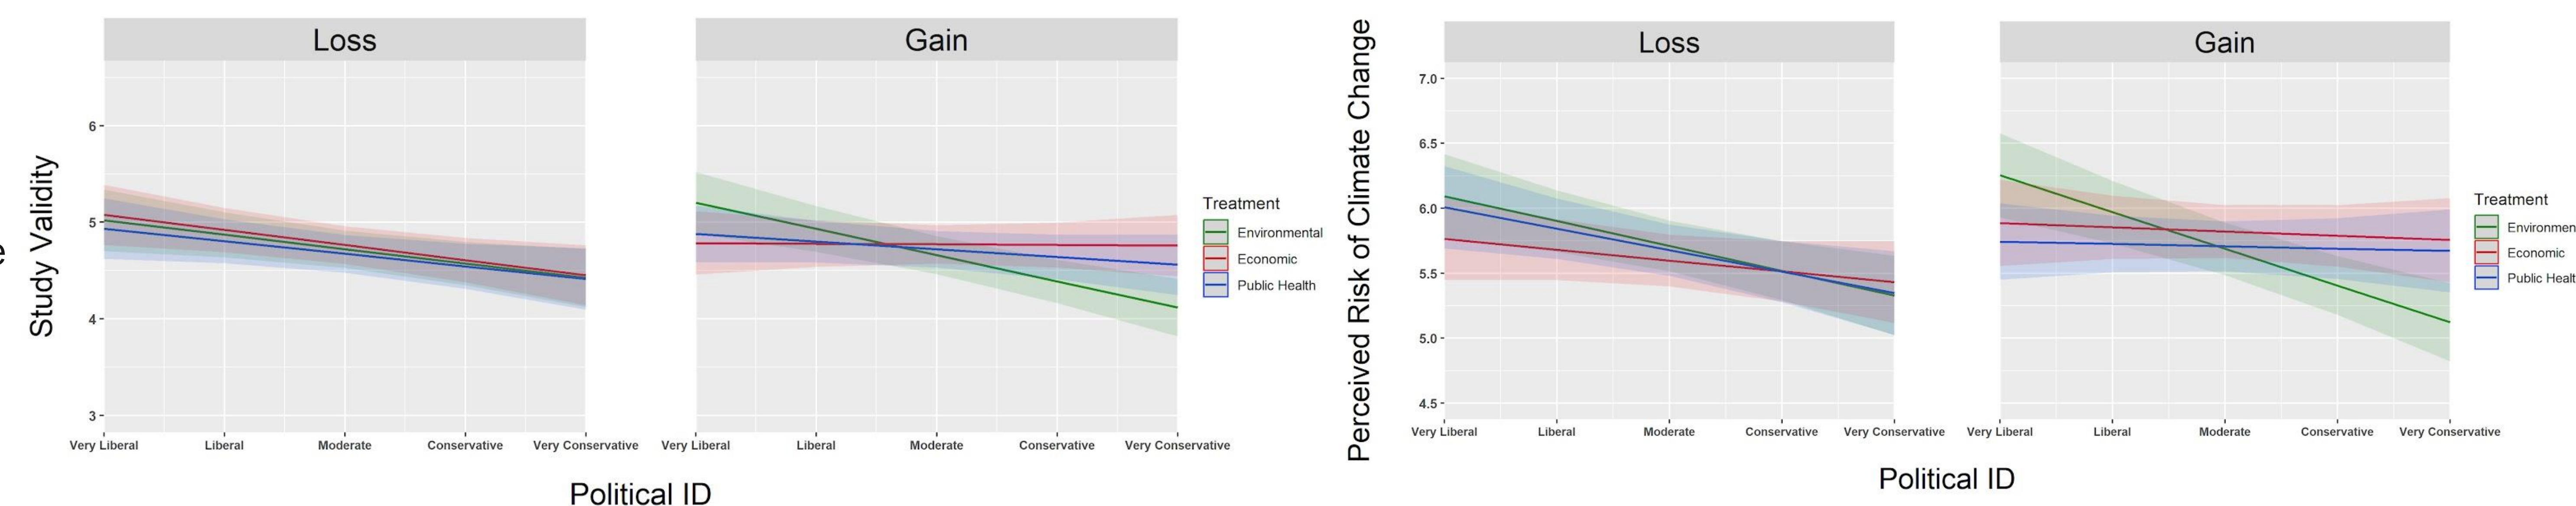 Study Validity
Loss
Gain
6
5
4
3
Very Liberal Liberal Moderate Conservative Very Conservative
Very Liberal Liberal Moderate Conservative Very Conservative
Political ID
Treatment
Environmental
Economic
Public Health
Perceived Risk of Climate Change
Loss
Gain
7.0
6.5
6.0
5.5
5.0
4.5
Very Liberal Liberal Moderate Conservative Very Conservative
Very Liberal Liberal Moderate Conservative Very Conservative
Political ID
Treatment
Environmen
Economic
Public Healt